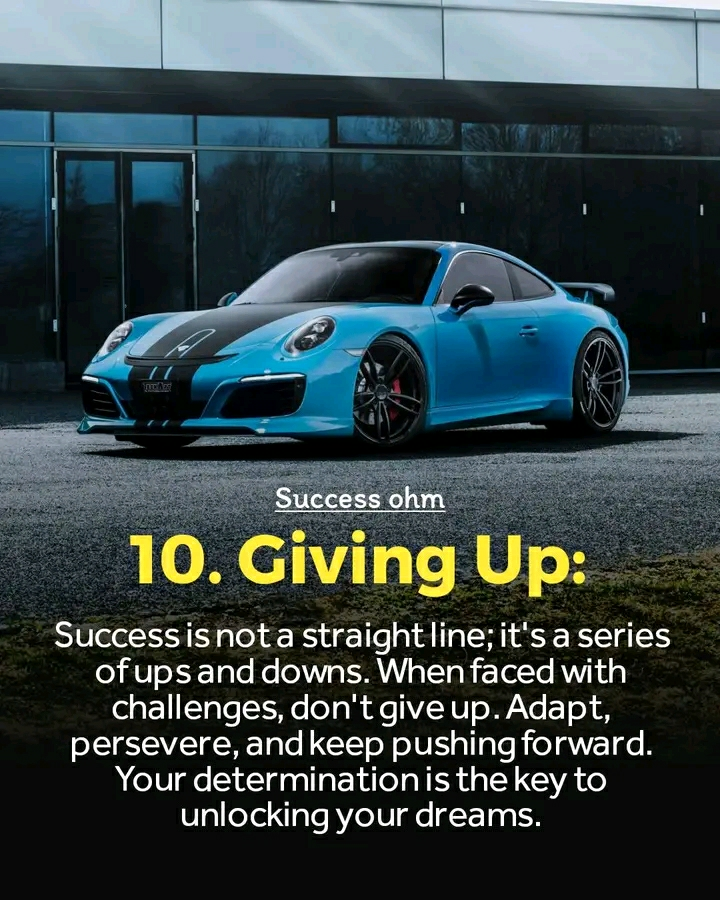 TECHART
Success ohm
10. Giving Up:
Success is not a straight line; it's a series
of ups and downs. When faced with
challenges, don't give up. Adapt,
persevere, and keep pushing forward.
Your determination is the key to
unlocking your dreams.